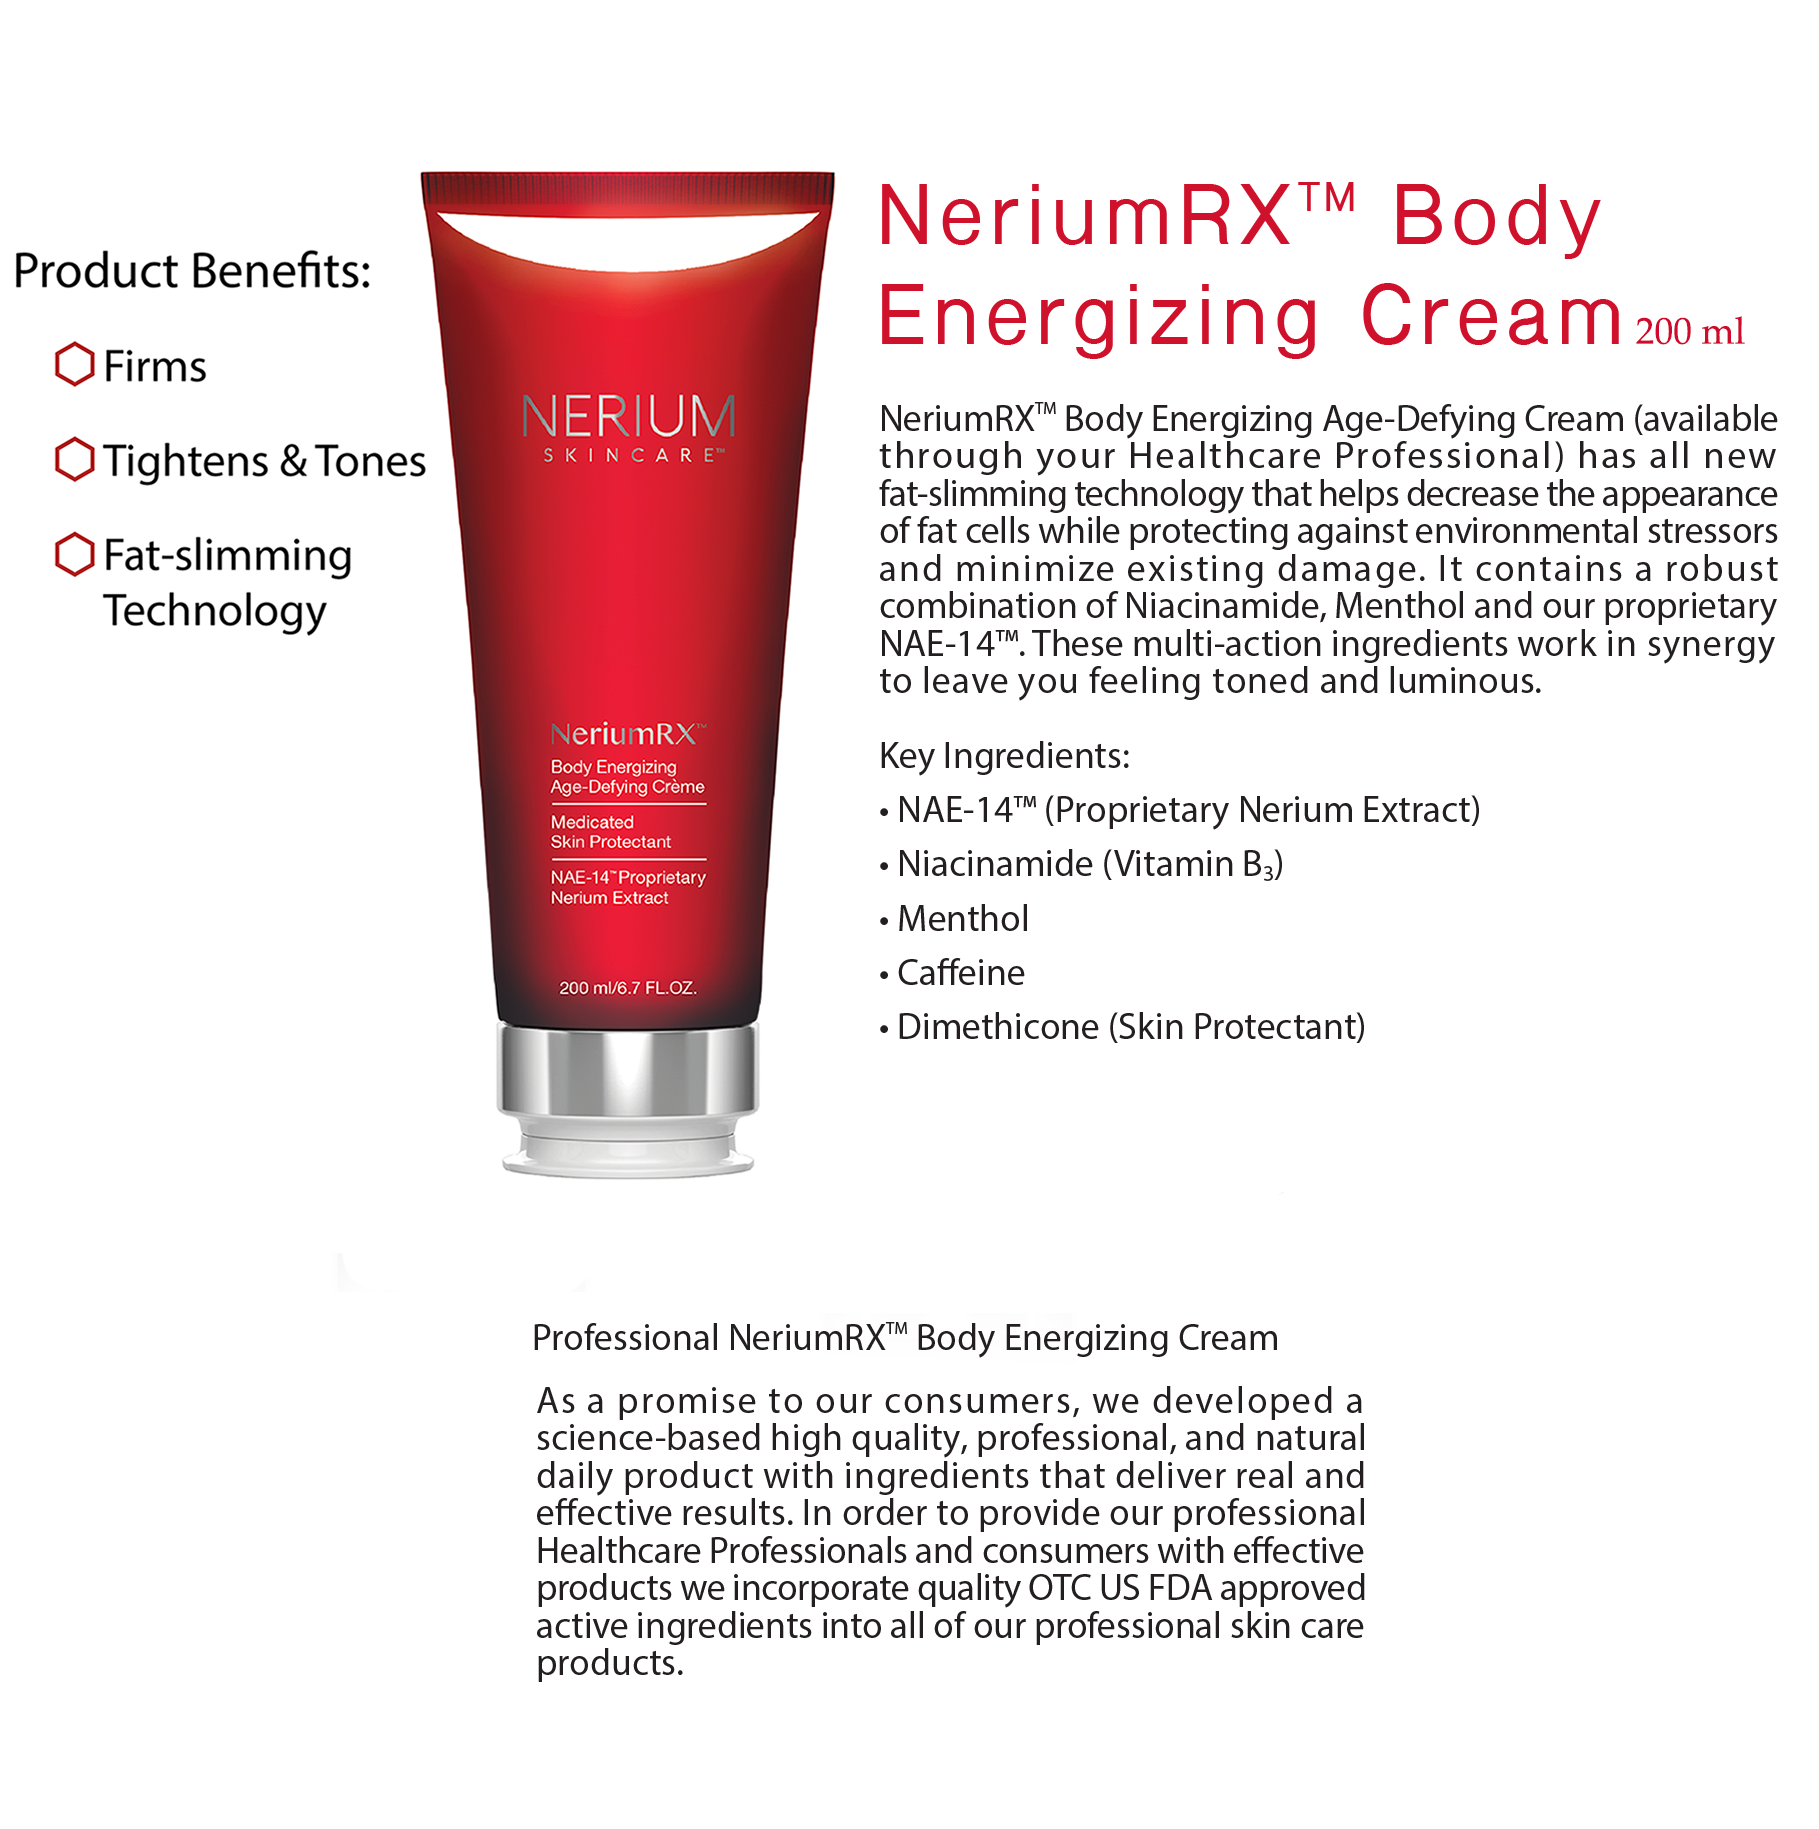 Product Benefits:
Firms
Tightens & Tones
Fat-slimming
Technology
NERIUM
SKINCARE™
NeriumRX™
Body Energizing
Age-Defying Crème
Medicated
Skin Protectant
NAE-14™ Proprietary
Nerium Extract
200 ml/6.7 FL.OZ.
NeriumRX™ Body
Energizing Cream 200 ml
NeriumRX™ Body Energizing Age-Defying Cream (available
through your Healthcare Professional) has all new
fat-slimming technology that helps decrease the appearance
of fat cells while protecting against environmental stressors
and minimize existing damage. It contains a robust
combination of Niacinamide, Menthol and our proprietary
NAE-14™. These multi-action ingredients work in synergy
to leave you feeling toned and luminous.
Key Ingredients:
• NAE-14™ (Proprietary Nerium Extract)
• Niacinamide (Vitamin B₃)
• Menthol
• Caffeine
• Dimethicone (Skin Protectant)
Professional NeriumRX™ Body Energizing Cream
As a promise to our consumers, we developed a
science-based high quality, professional, and natural
daily product with ingredients that deliver real and
effective results. In order to provide our professional
Healthcare Professionals and consumers with effective
products we incorporate quality OTC US FDA approved
active ingredients into all of our professional skin care
products.